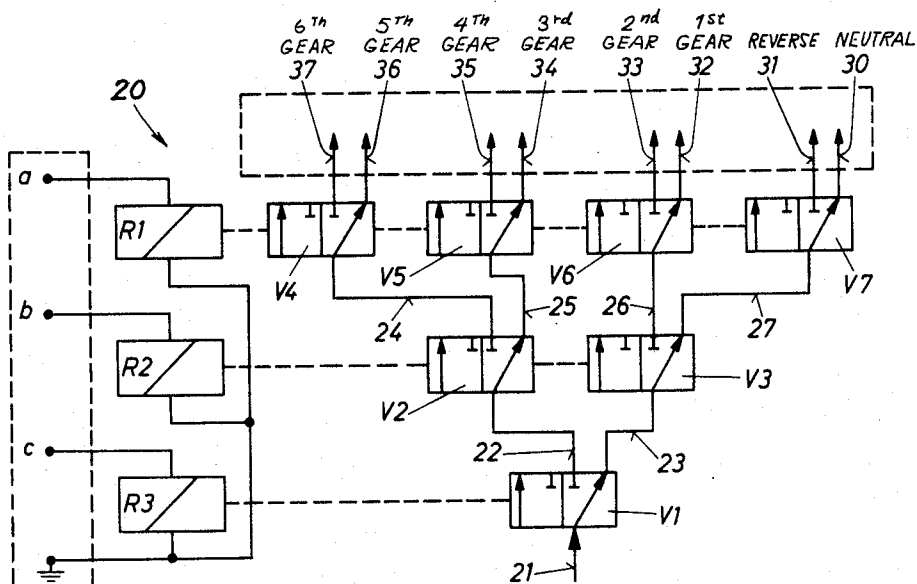 6Th GEAR 37
5Th GEAR 36
4Th GEAR 35
3rd GEAR 34
2nd GEAR 33
1st GEAR 32
REVERSE 31
NEUTRAL 30
20
a
R1
V4
V5
V6
V7
24
25
26
27
b
R2
V2
V3
22
23
c
R3
V1
21